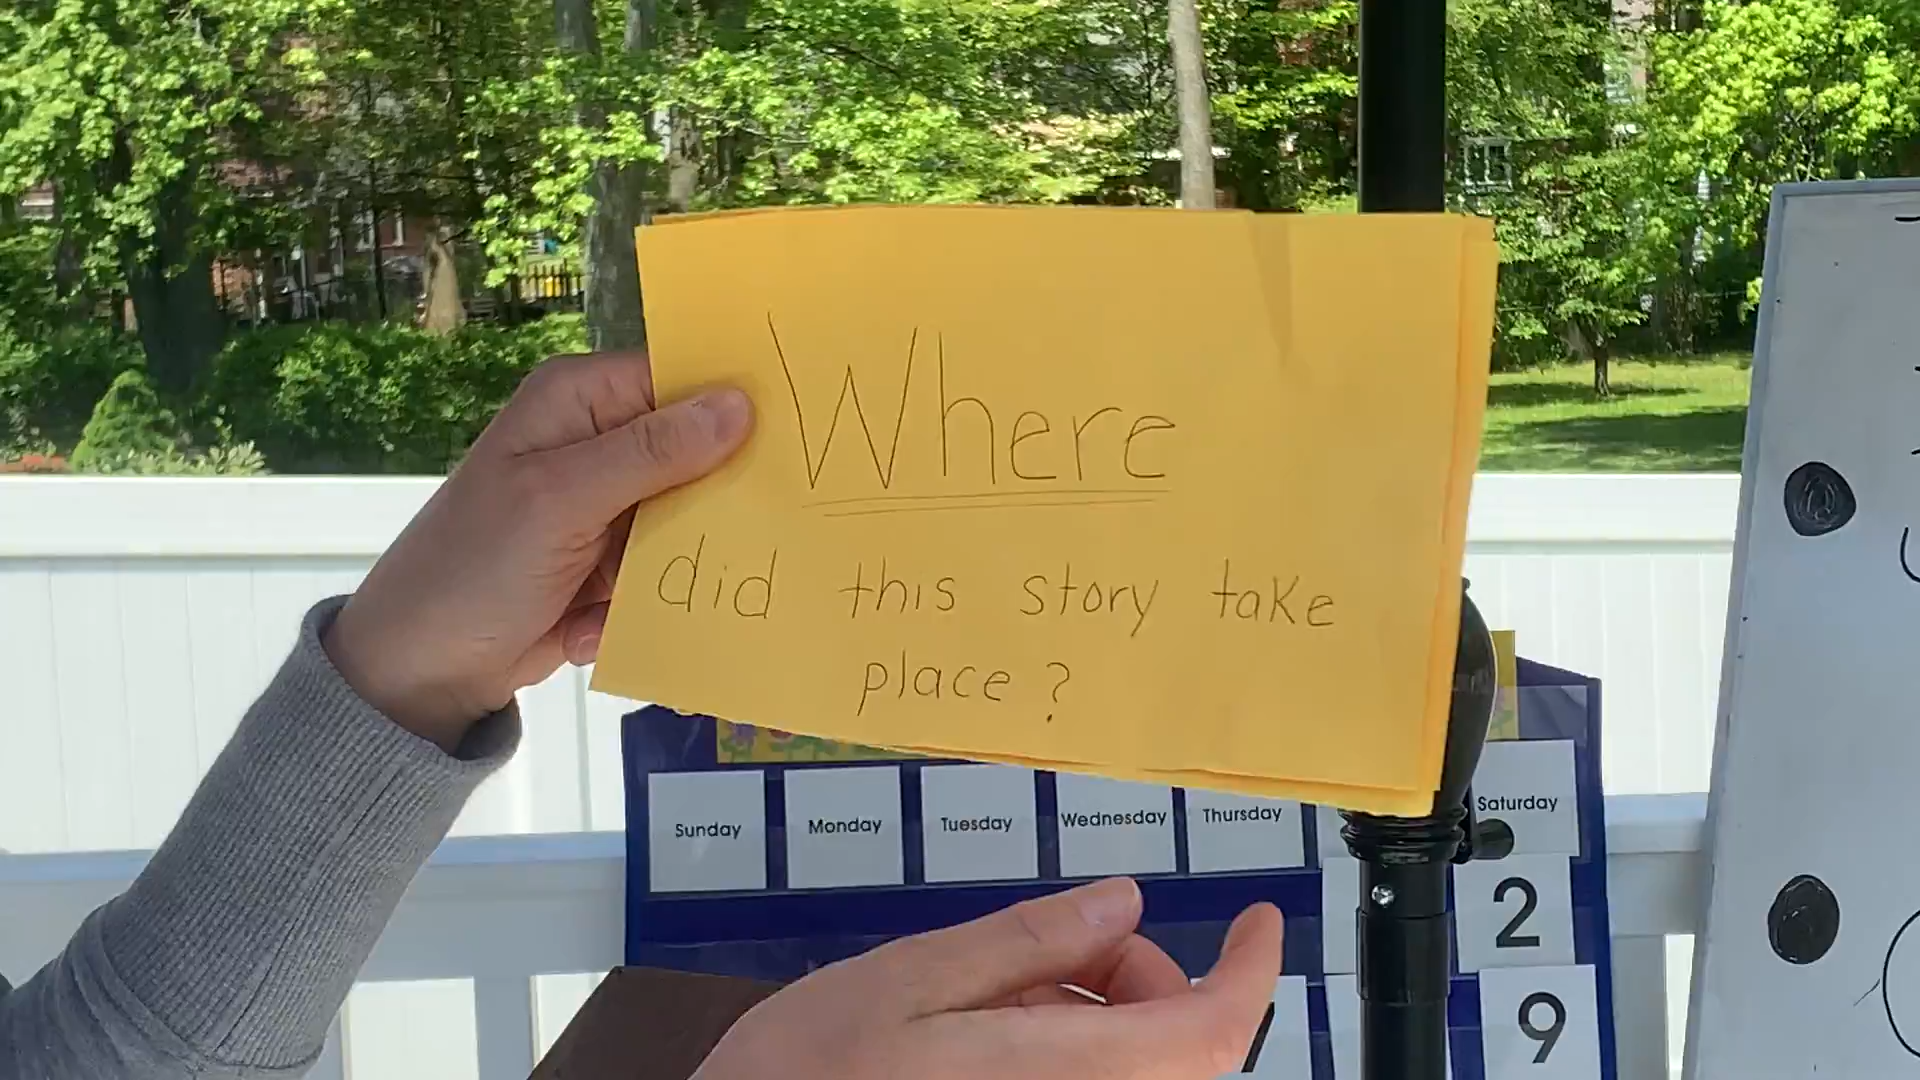 Where
did this story take
place?
Sunday Monday Tuesday Wednesday Thursday Saturday
2
9